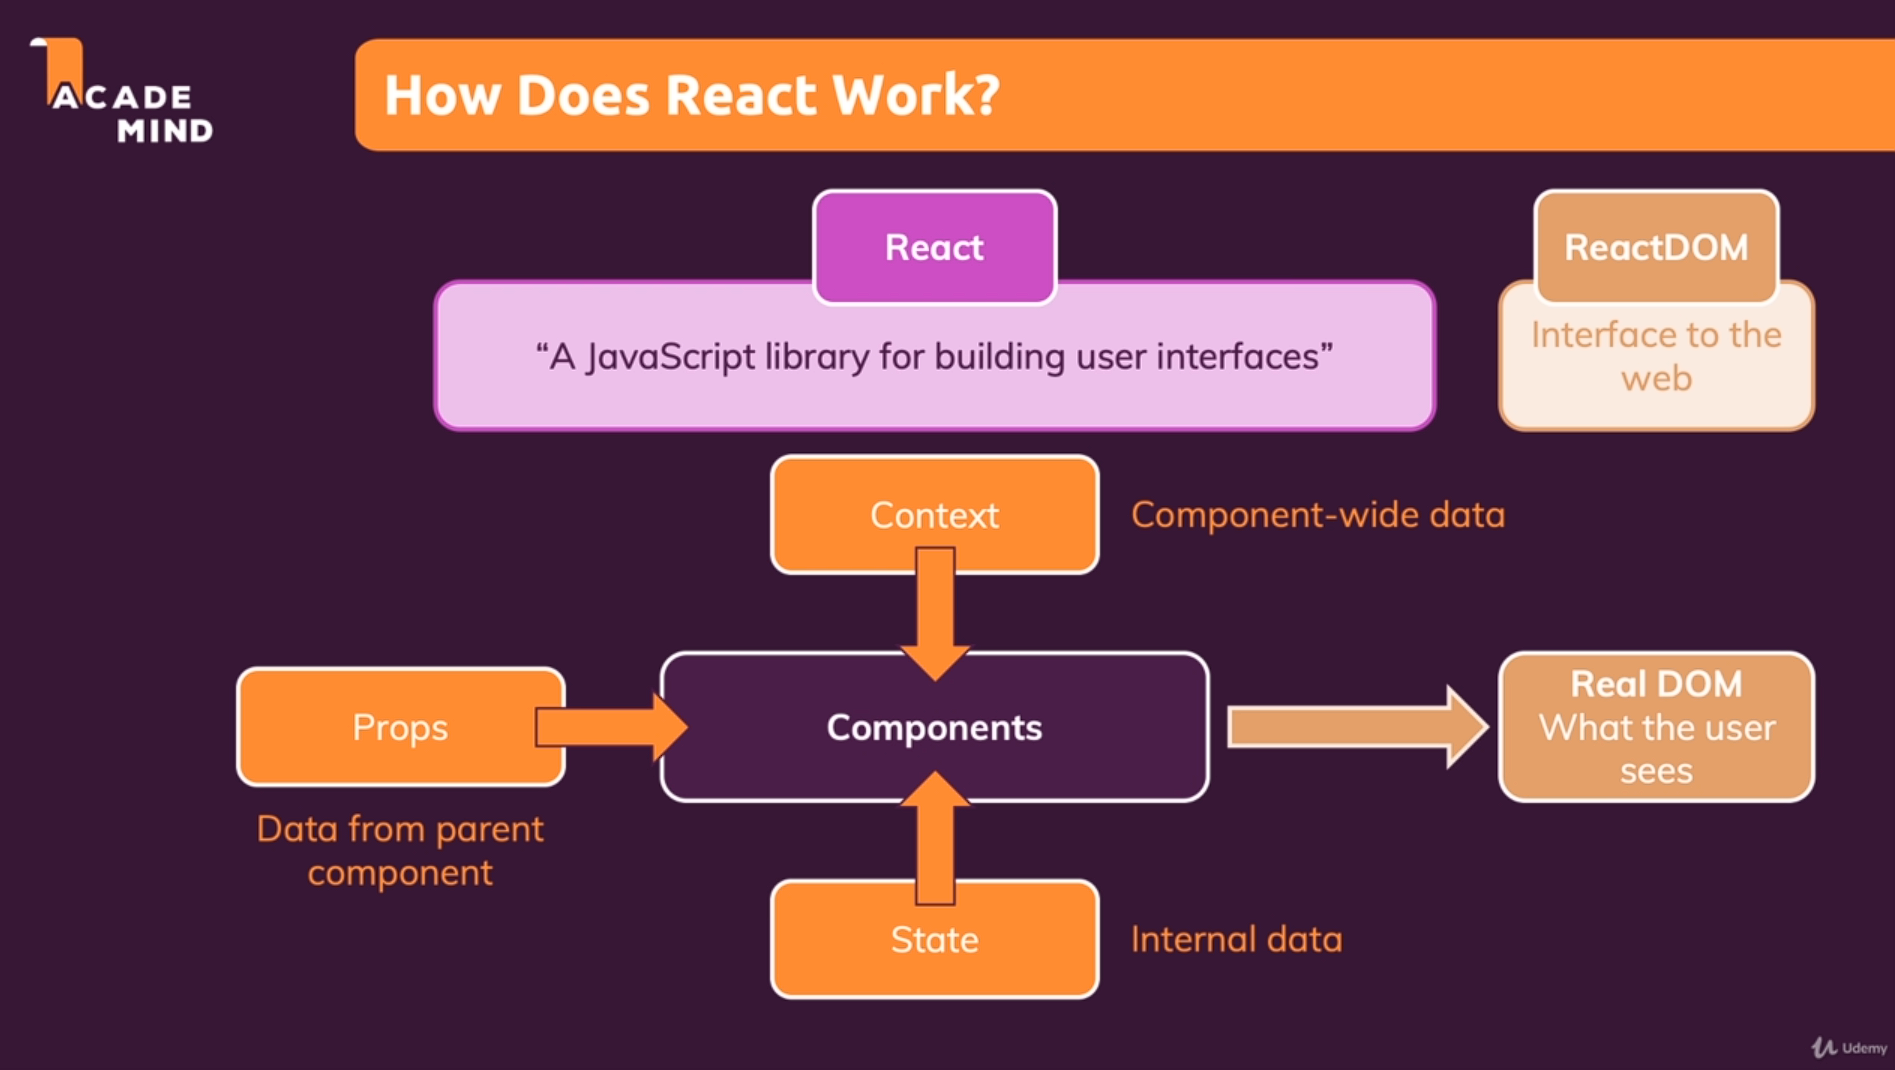 ACADE
MIND
How Does React Work?
React
ReactDOM
“A JavaScript library for building user interfaces”
Interface to the
web
Context
Component-wide data
Props
Components
Real DOM
What the user
sees
Data from parent
component
State
Internal data
Udemy